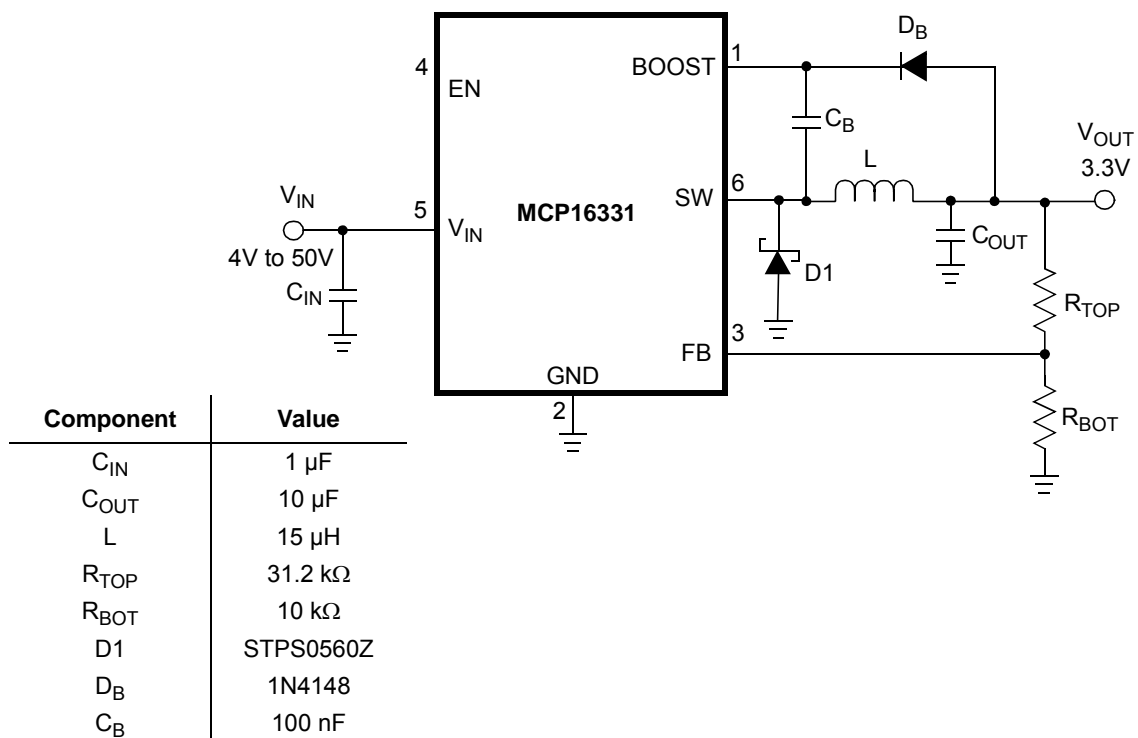 D_B
1
4
BOOST
EN
C_B
V_OUT
L
3.3V
6
V_IN
SW
5
MCP16331
V_IN
C_OUT
4V to 50V
D1
C_IN
R_TOP
3
FB
GND
2
R_BOT
Component Value
C_IN 1 µF
C_OUT 10 µF
L 15 µH
R_TOP 31.2 kΩ
R_BOT 10 kΩ
D1 STPS0560Z
D_B 1N4148
C_B 100 nF